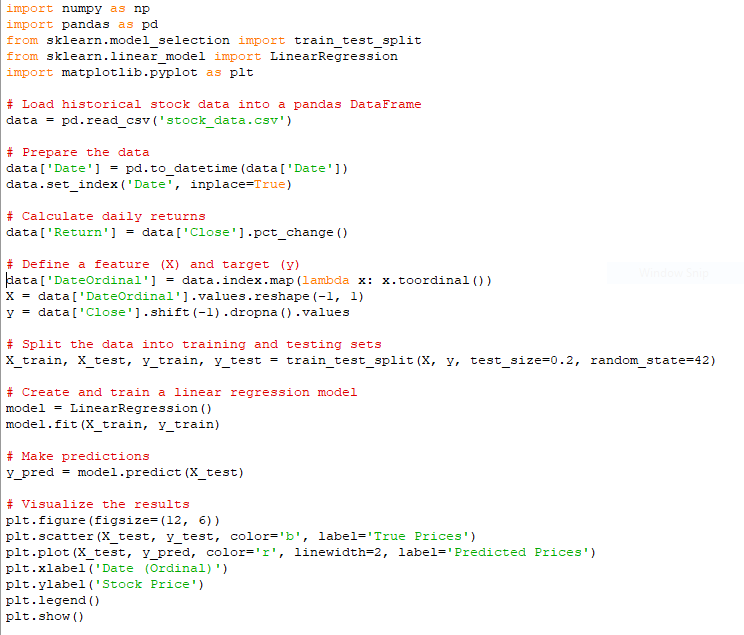 import numpy as np
import pandas as pd
from sklearn.model_selection import train_test_split
from sklearn.linear_model import LinearRegression
import matplotlib.pyplot as plt
# Load historical stock data into a pandas DataFrame
data = pd.read_csv('stock_data.csv')
# Prepare the data
data['Date'] = pd.to_datetime(data['Date'])
data.set_index('Date', inplace=True)
# Calculate daily returns
data['Return'] = data['Close'].pct_change()
# Define a feature (X) and target (y)
data['DateOrdinal'] = data.index.map(lambda x: x.toordinal())
X = data['DateOrdinal'].values.reshape(-1, 1)
y = data['Close'].shift(-1).dropna().values
# Split the data into training and testing sets
X_train, X_test, y_train, y_test = train_test_split(X, y, test_size=0.2, random_state=42)
# Create and train a linear regression model
model = LinearRegression()
model.fit(X_train, y_train)
# Make predictions
y_pred = model.predict(X_test)
# Visualize the results
plt.figure(figsize=(12, 6))
plt.scatter(X_test, y_test, color='b', label='True Prices')
plt.plot(X_test, y_pred, color='r', linewidth=2, label='Predicted Prices')
plt.xlabel('Date (Ordinal)')
plt.ylabel('Stock Price')
plt.legend()
plt.show()
Window Snip